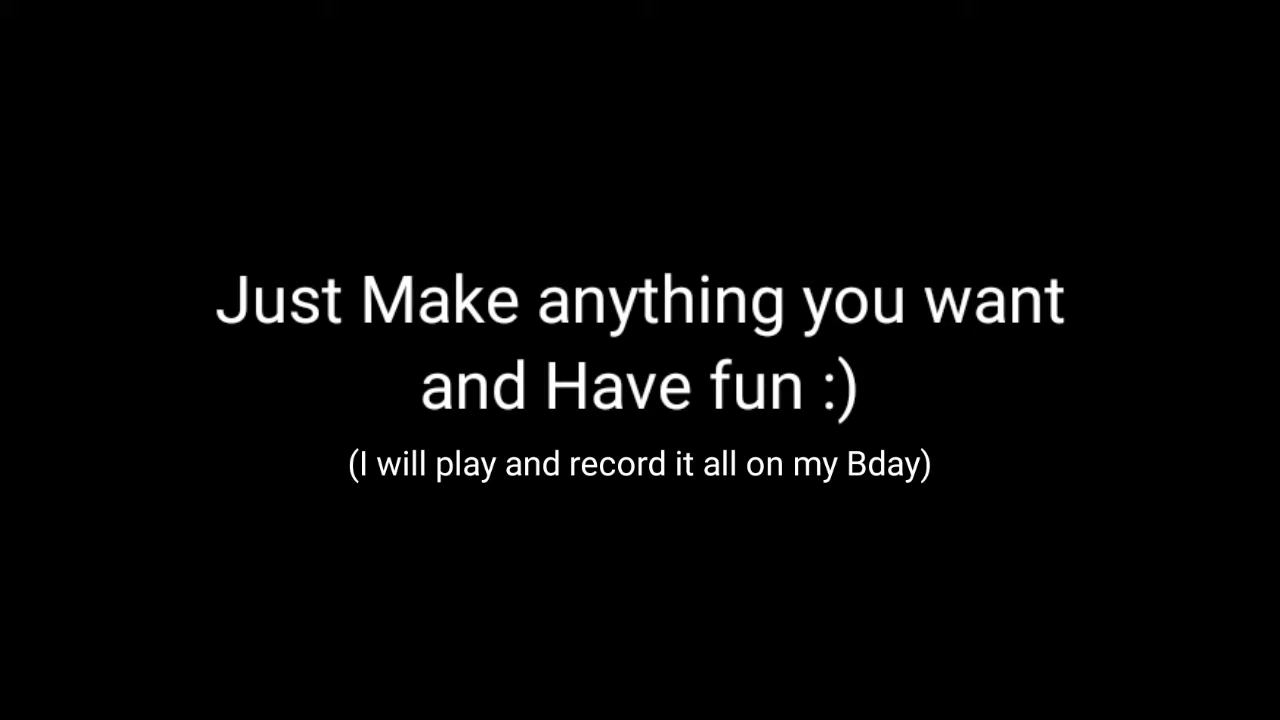 Just Make anything you want
and Have fun :)
(I will play and record it all on my Bday)